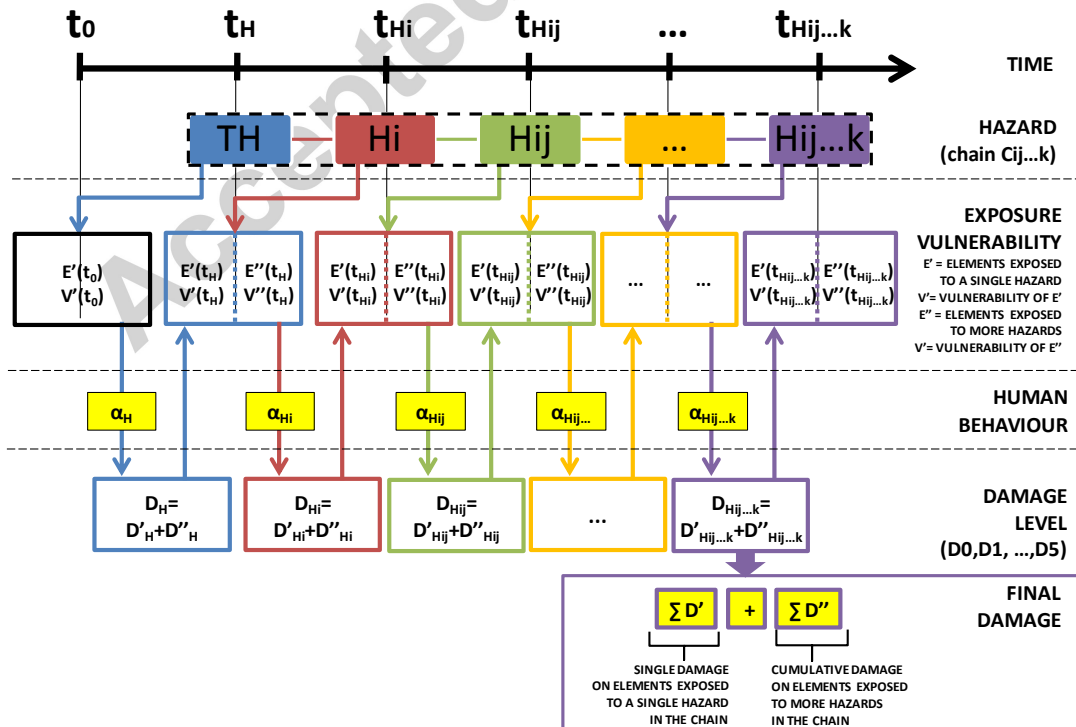 t0 tH tHi tHij ... tHij...k
TIME
Accepted
TH Hi Hij ... Hij...k
HAZARD
(chain Cij...k)
EXPOSURE
VULNERABILITY
E' = ELEMENTS EXPOSED
TO A SINGLE HAZARD
V'= VULNERABILITY OF E'
E'' = ELEMENTS EXPOSED
TO MORE HAZARDS
V'= VULNERABILITY OF E''
E'(t0)
V'(t0)
E'(tH) E''(tH)
V'(tH) V''(tH)
E'(tHi) E''(tHi)
V'(tHi) V''(tHi)
E'(tHij) E''(tHij)
V'(tHij) V''(tHij)
... ...
E'(tHij...k) E''(tHij...k)
V'(tHij...k) V''(tHij...k)
αH αHi αHij αHij... αHij...k
HUMAN
BEHAVIOUR
DH=
D'H+D''H
DHi=
D'Hi+D''Hi
DHij=
D'Hij+D''Hij
...
DHij...k=
D'Hij...k+D''Hij...k
DAMAGE
LEVEL
(D0,D1, ...,D5)
FINAL
DAMAGE
∑ D' + ∑ D''
SINGLE DAMAGE
ON ELEMENTS EXPOSED
TO A SINGLE HAZARD
IN THE CHAIN
CUMULATIVE DAMAGE
ON ELEMENTS EXPOSED
TO MORE HAZARDS
IN THE CHAIN